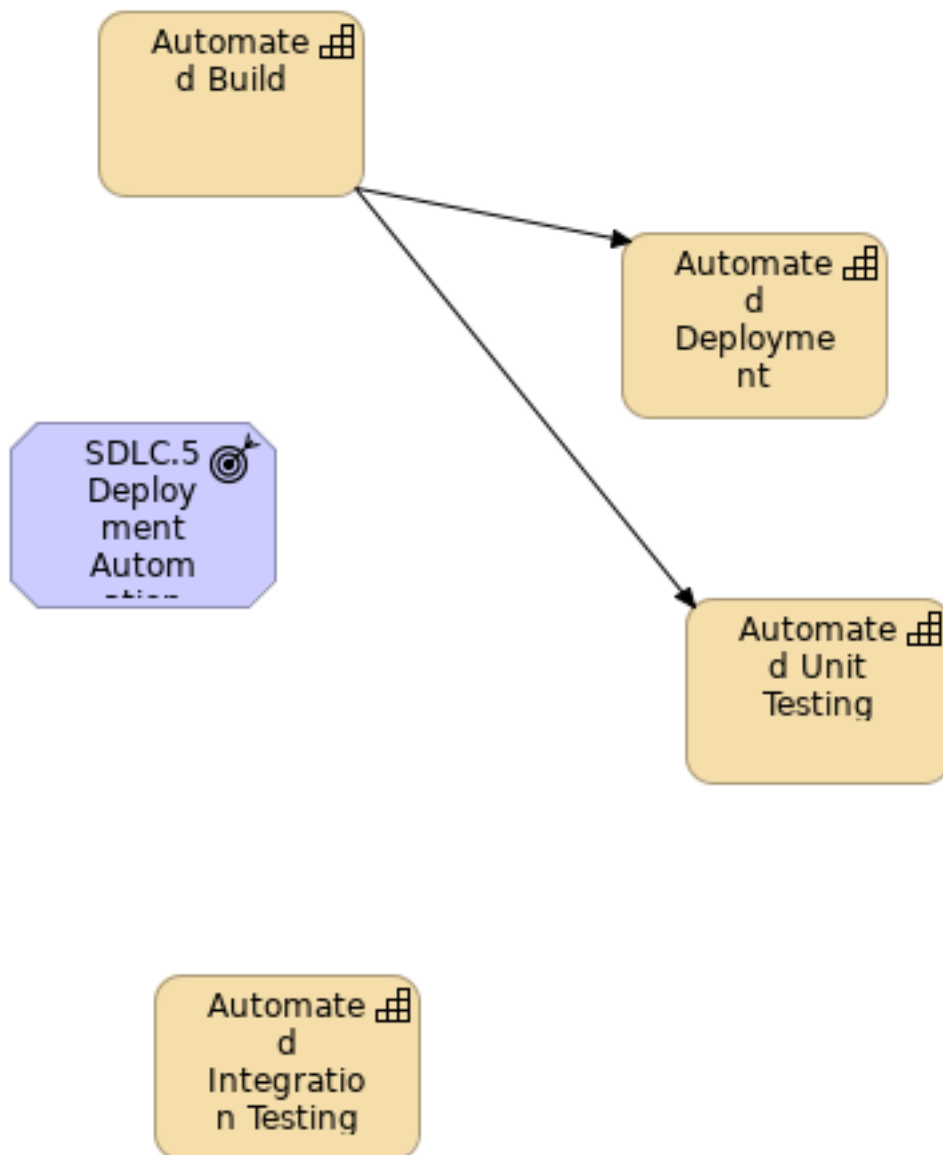 Automate
d Build
Automate
d
Deployme
nt
SDLC.5
Deploy
ment
Autom
Automate
d Unit
Testing
Automate
d
Integratio
n Testing